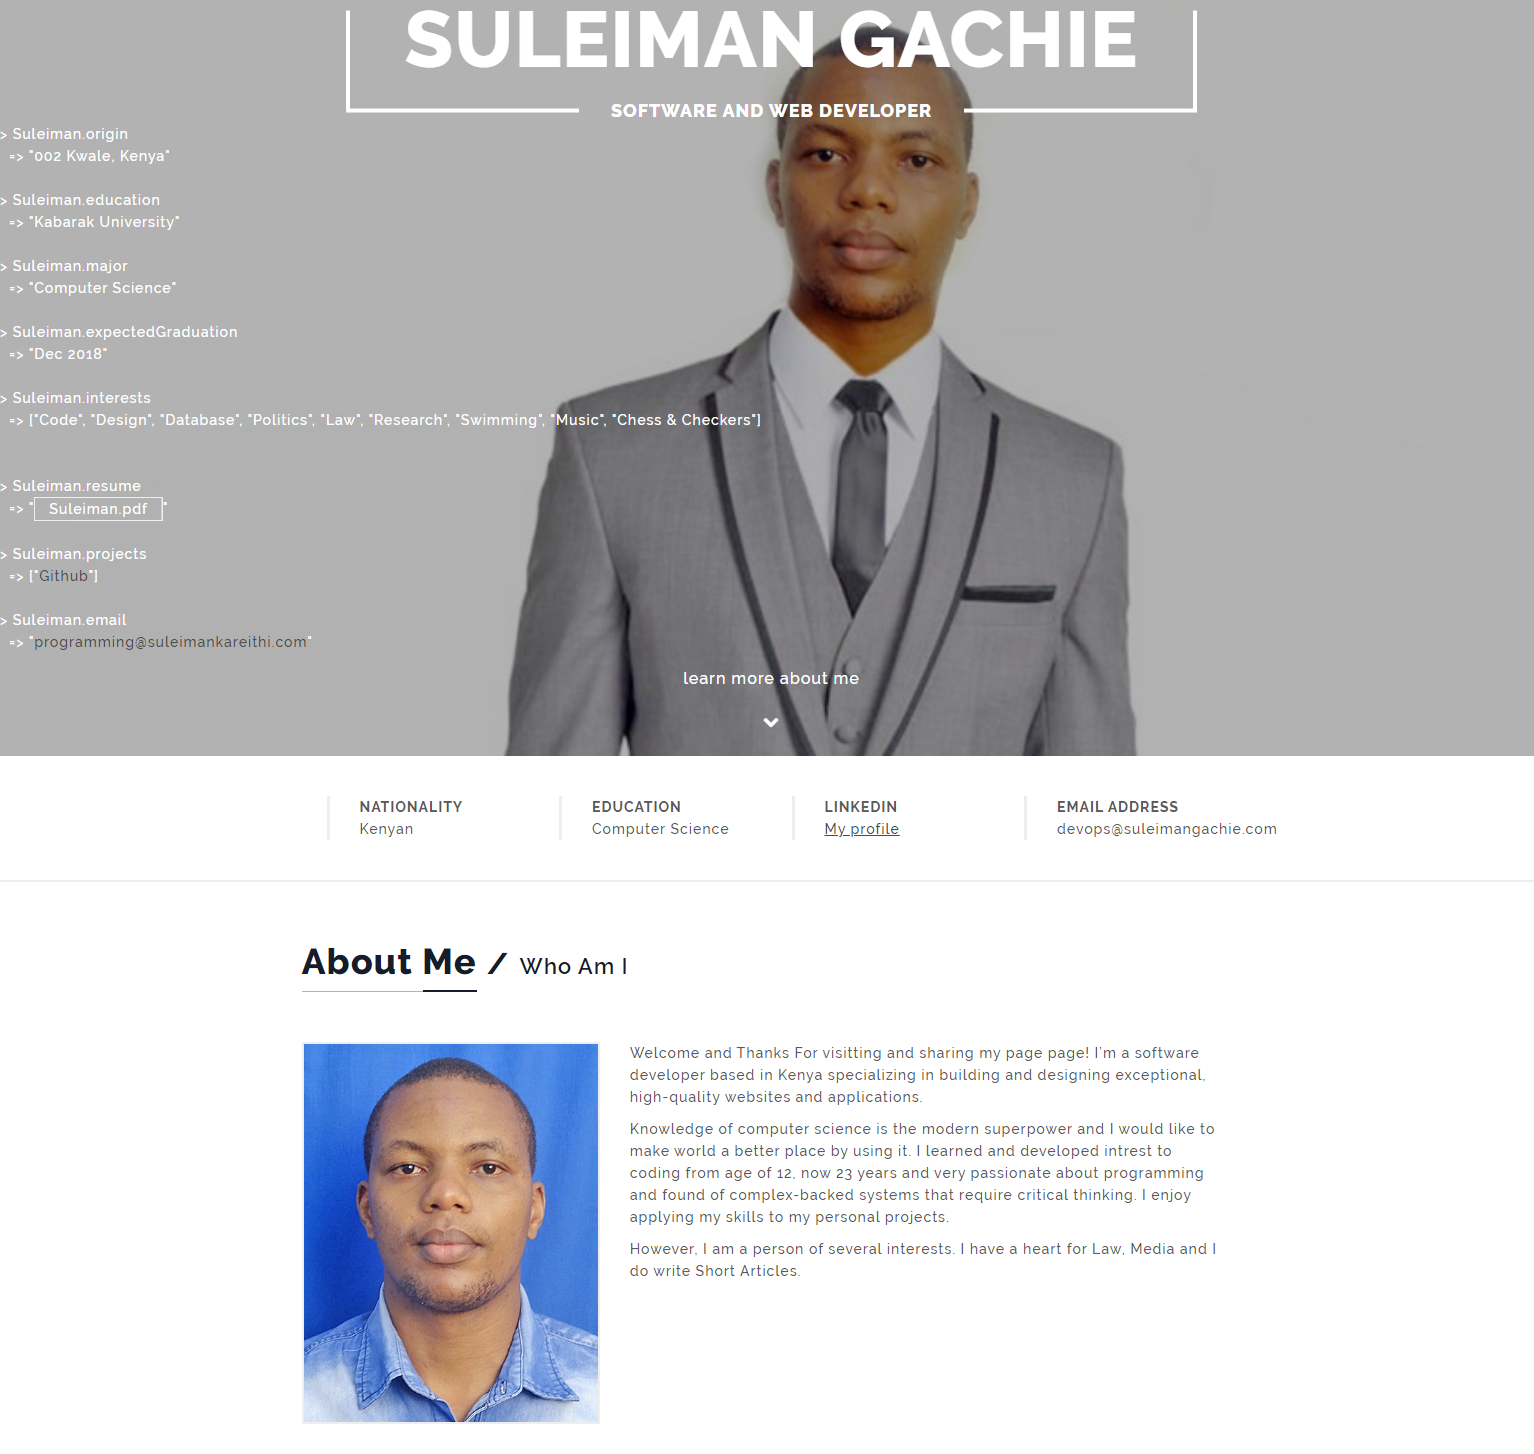 SULEIMAN GACHIE
SOFTWARE AND WEB DEVELOPER
> Suleiman.origin
=> "002 Kwale, Kenya"
> Suleiman.education
=> "Kabarak University"
> Suleiman.major
=> "Computer Science"
> Suleiman.expectedGraduation
=> "Dec 2018"
> Suleiman.interests
=> ["Code", "Design", "Database", "Politics", "Law", "Research", "Swimming", "Music", "Chess & Checkers"]
> Suleiman.resume
=> "Suleiman.pdf"
> Suleiman.projects
=> ["Github"]
> Suleiman.email
=> "programming@suleimankareithi.com"
learn more about me
NATIONALITY
Kenyan
EDUCATION
Computer Science
LINKEDIN
My profile
EMAIL ADDRESS
devops@suleimangachie.com
About Me / Who Am I
Welcome and Thanks For visitting and sharing my page page! I'm a software
developer based in Kenya specializing in building and designing exceptional,
high-quality websites and applications.
Knowledge of computer science is the modern superpower and I would like to
make world a better place by using it. I learned and developed intrest to
coding from age of 12, now 23 years and very passionate about programming
and found of complex-backed systems that require critical thinking. I enjoy
applying my skills to my personal projects.
However, I am a person of several interests. I have a heart for Law, Media and I
do write Short Articles.